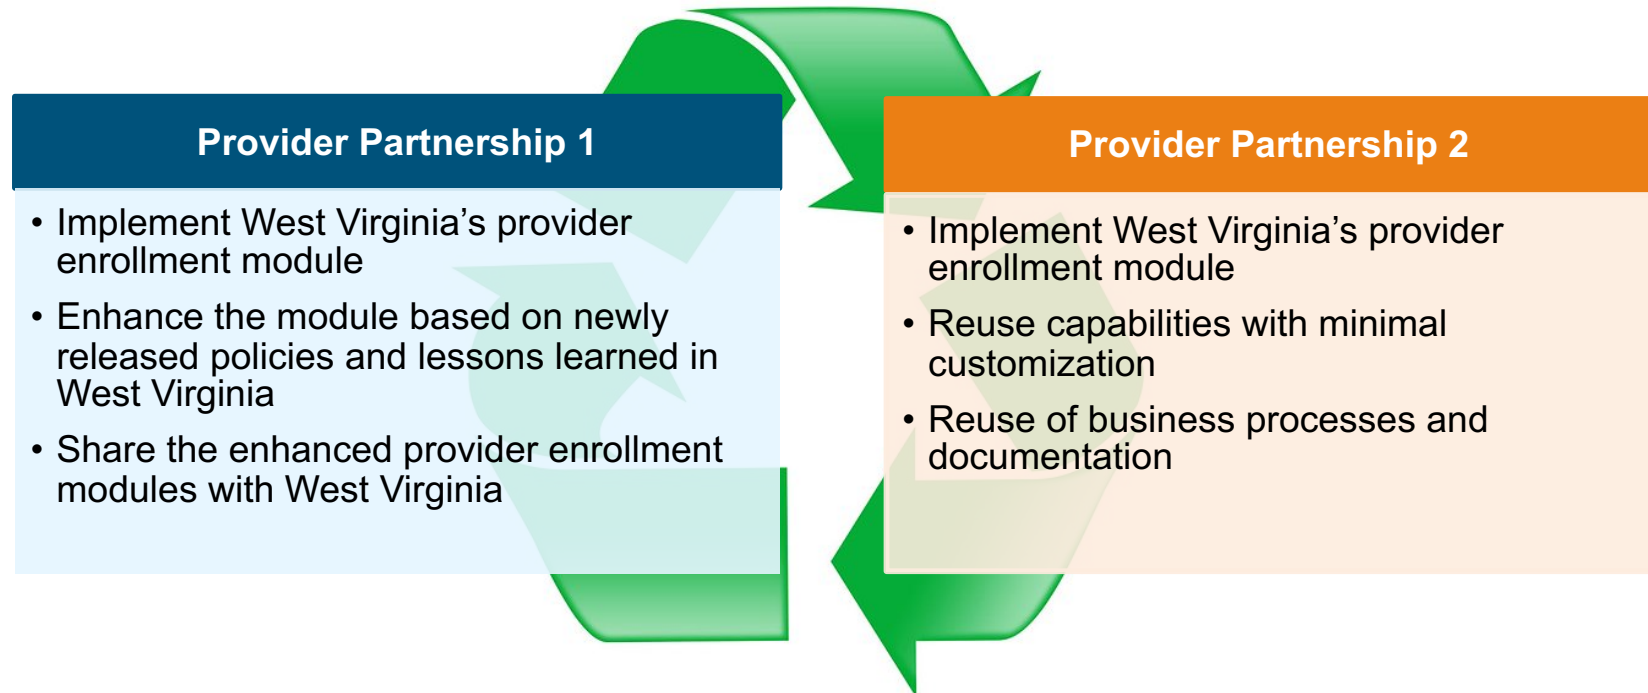 Provider Partnership 1
• Implement West Virginia’s provider
enrollment module
• Enhance the module based on newly
released policies and lessons learned in
West Virginia
• Share the enhanced provider enrollment
modules with West Virginia
Provider Partnership 2
• Implement West Virginia’s provider
enrollment module
• Reuse capabilities with minimal
customization
• Reuse of business processes and
documentation